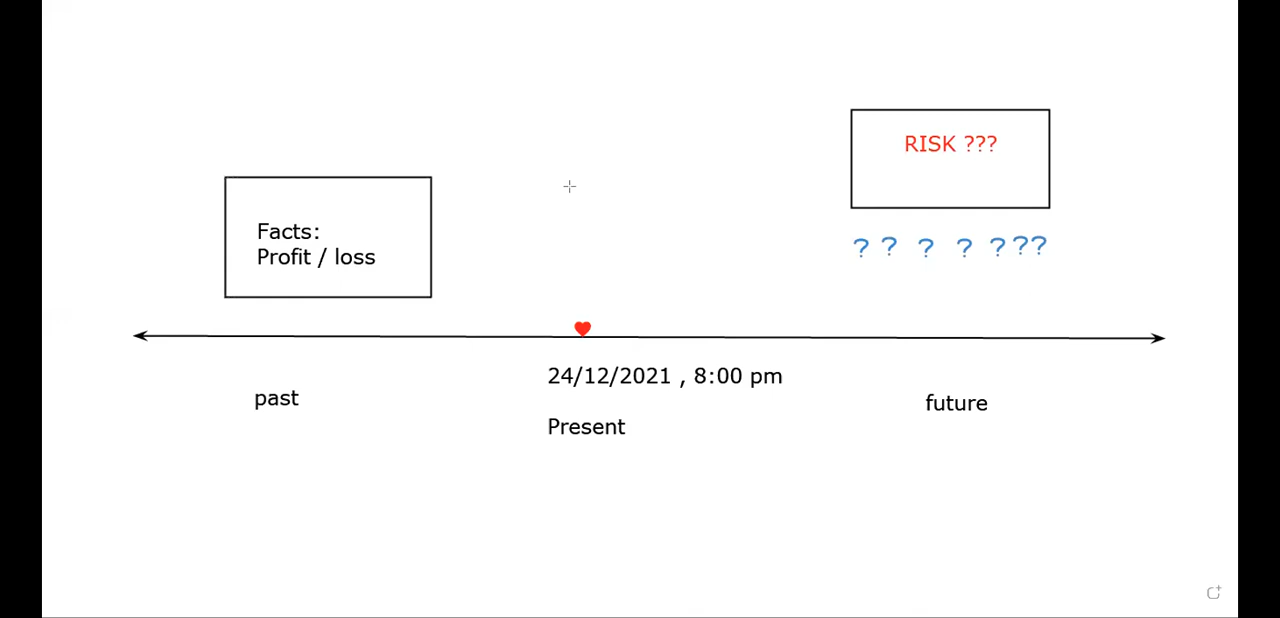 RISK ???
Facts:
Profit / loss
? ? ? ? ???
24/12/2021 , 8:00 pm
past
Present
future